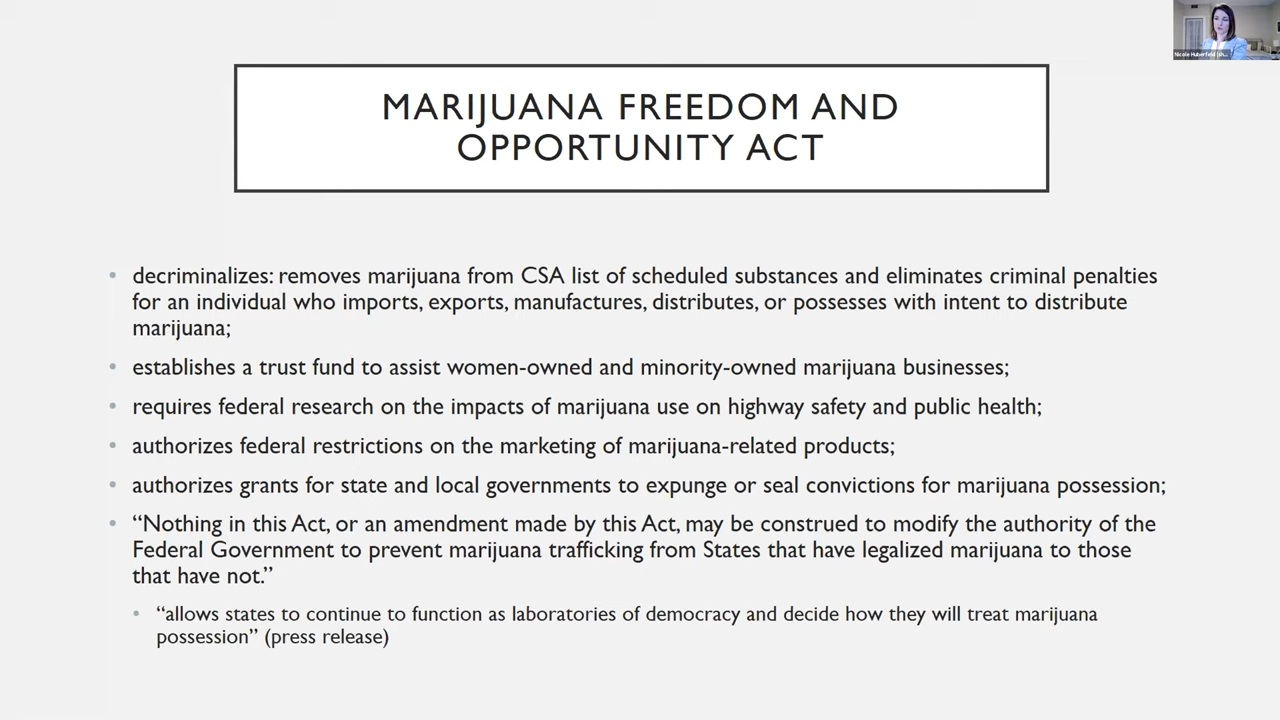 Nicole Huberfeld (sh...
MARIJUANA FREEDOM AND
OPPORTUNITY ACT
• decriminalizes: removes marijuana from CSA list of scheduled substances and eliminates criminal penalties
for an individual who imports, exports, manufactures, distributes, or possesses with intent to distribute
marijuana;
• establishes a trust fund to assist women-owned and minority-owned marijuana businesses;
• requires federal research on the impacts of marijuana use on highway safety and public health;
• authorizes federal restrictions on the marketing of marijuana-related products;
• authorizes grants for state and local governments to expunge or seal convictions for marijuana possession;
• “Nothing in this Act, or an amendment made by this Act, may be construed to modify the authority of the
Federal Government to prevent marijuana trafficking from States that have legalized marijuana to those
that have not.”
• “allows states to continue to function as laboratories of democracy and decide how they will treat marijuana
possession” (press release)